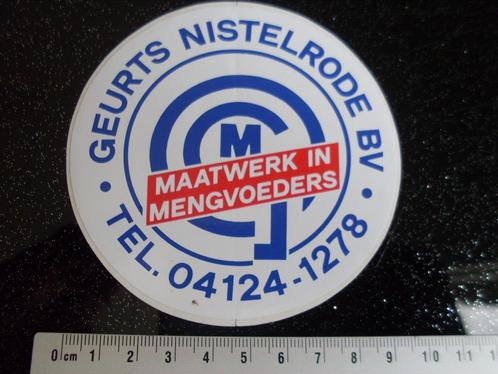 • GEURTS NISTELRODE BV •
M
MAATWERK IN
MENGVOEDERS
TEL. 04124-1278
0 cm 1 2 3 4 5 6 7 8 9 10 11